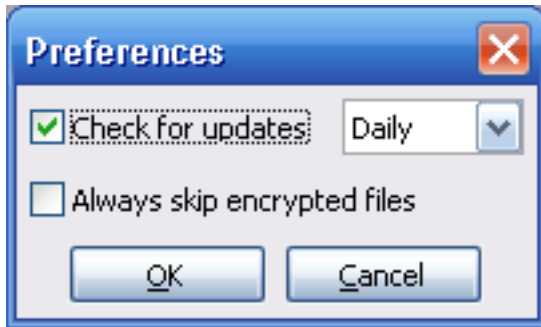 Preferences
Check for updates Daily
Always skip encrypted files
OK Cancel